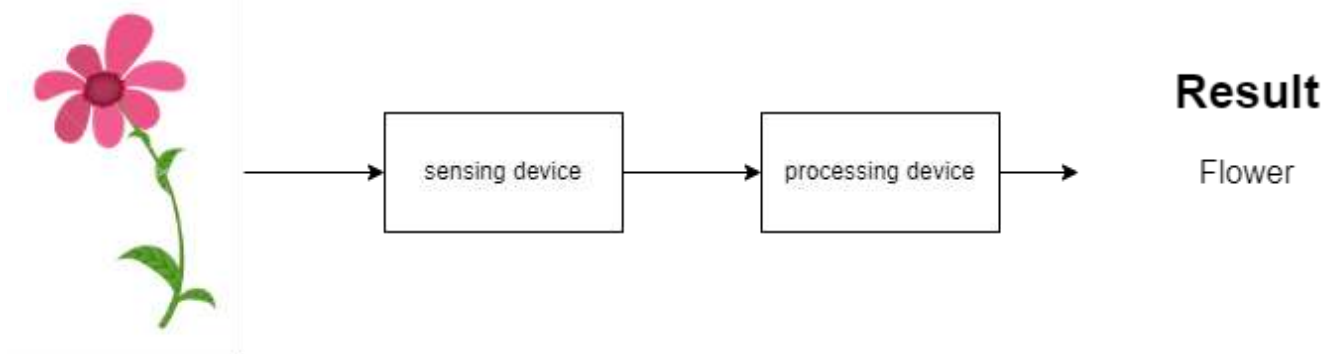 Result
sensing device
processing device
Flower